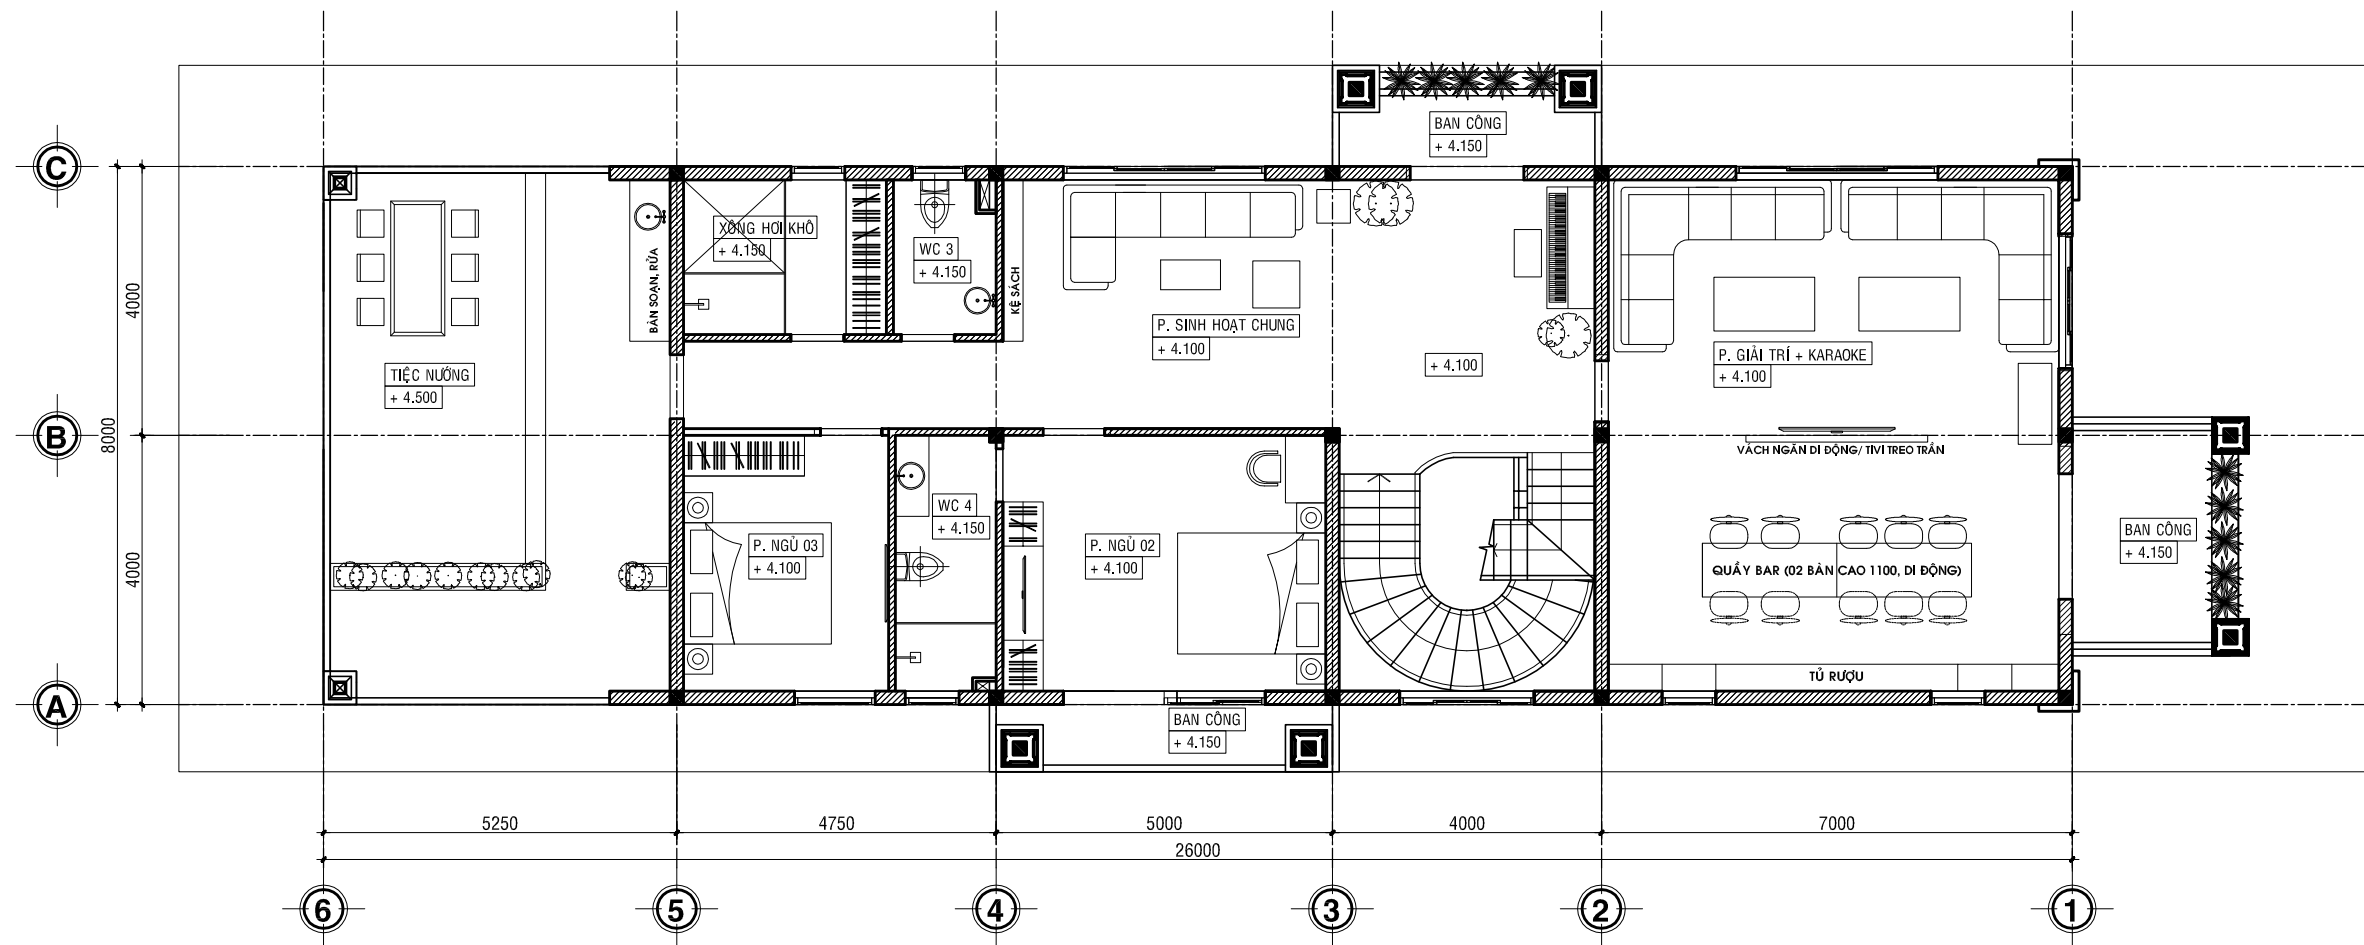 BAN CÔNG
+ 4.150
C
XÔNG HƠI KHÔ
+ 4.150
WC 3
+ 4.150
BÀN SOẠN, RỬA
KỆ SÁCH
P. SINH HOẠT CHUNG
+ 4.100
+ 4.100
P. GIẢI TRÍ + KARAOKE
+ 4.100
4000
TIỆC NƯỚNG
+ 4.500
B
8000
VÁCH NGĂN DI ĐỘNG/ TIVI TREO TRẦN
WC 4
+ 4.150
P. NGỦ 03
+ 4.100
P. NGỦ 02
+ 4.100
BAN CÔNG
+ 4.150
QUẦY BAR (02 BÀN CAO 1100, DI ĐỘNG)
4000
TỦ RƯỢU
A
BAN CÔNG
+ 4.150
5250
4750
5000
4000
7000
26000
6
5
4
3
2
1